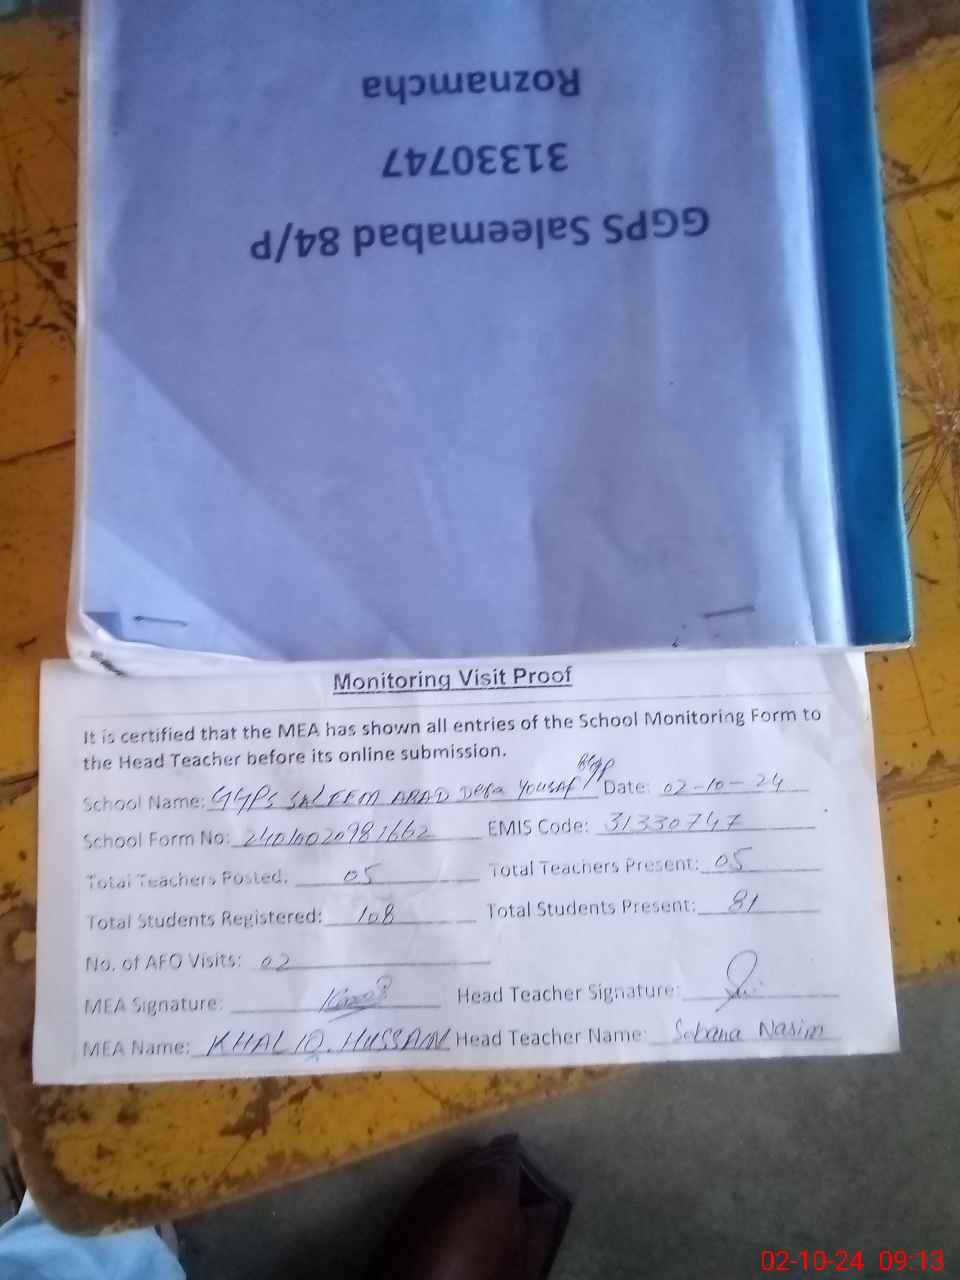 GGPS Saleemabad 84/P
31330747
Roznamcha
Monitoring Visit Proof
It is certified that the MEA has shown all entries of the School Monitoring Form to
the Head Teacher before its online submission.
School Name: GGPS SALEEM ABAD Dera Yousaf Date: 02-10-24
School Form No: EMIS Code: 31330747
Total Teachers Posted: 05 Total Teachers Present: 05
Total Students Registered: 108 Total Students Present: 81
No. of AFO Visits: 02
MEA Signature: Head Teacher Signature:
MEA Name: KHALIQ. HUSSAIN Head Teacher Name: Sobana Nasim
02-10-24 09:13